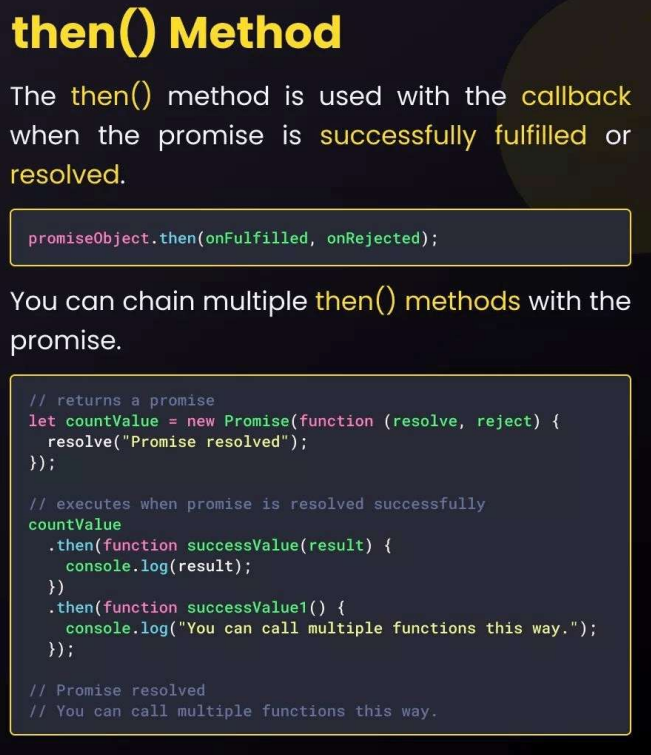 then() Method
The then() method is used with the callback
when the promise is successfully fulfilled or
resolved.
promiseObject.then(onFulfilled, onRejected);
You can chain multiple then() methods with the
promise.
// returns a promise
let countValue = new Promise(function (resolve, reject) {
  resolve("Promise resolved");
});
// executes when promise is resolved successfully
countValue
  .then(function successValue(result) {
    console.log(result);
  })
  .then(function successValue1() {
    console.log("You can call multiple functions this way.");
  });
// Promise resolved
// You can call multiple functions this way.